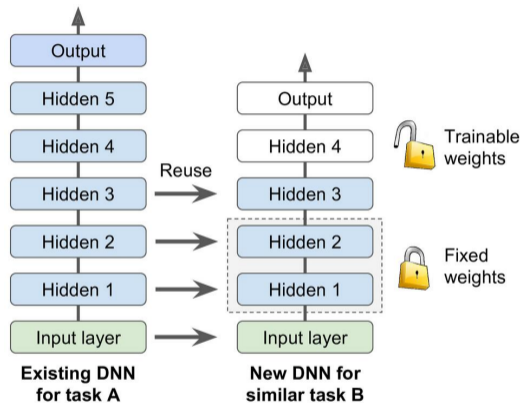 Output
Hidden 5
Hidden 4
Hidden 3
Hidden 2
Hidden 1
Input layer
Existing DNN
for task A
Reuse
Output
Hidden 4
Hidden 3
Hidden 2
Hidden 1
Input layer
New DNN for
similar task B
Trainable
weights
Fixed
weights